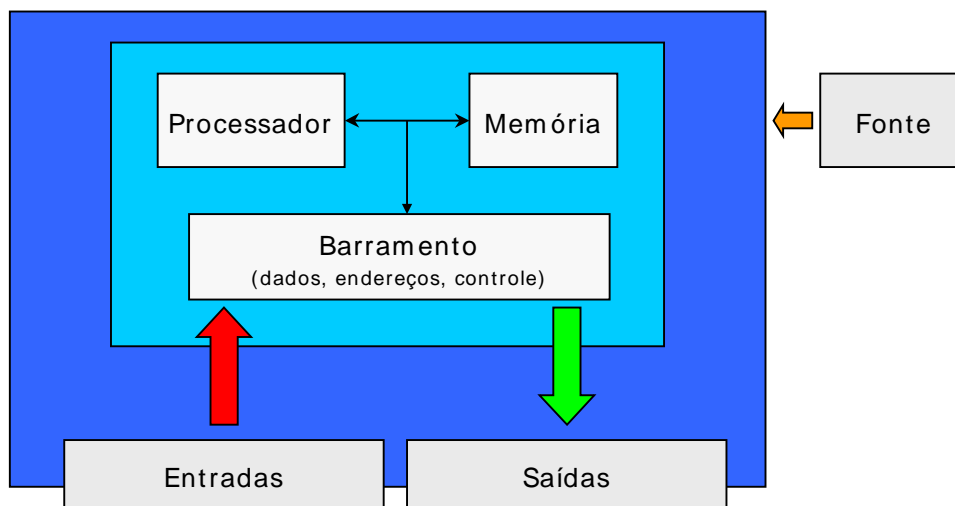 Processador
Memória
Fonte
Barramento
(dados, endereços, controle)
Entradas
Saídas